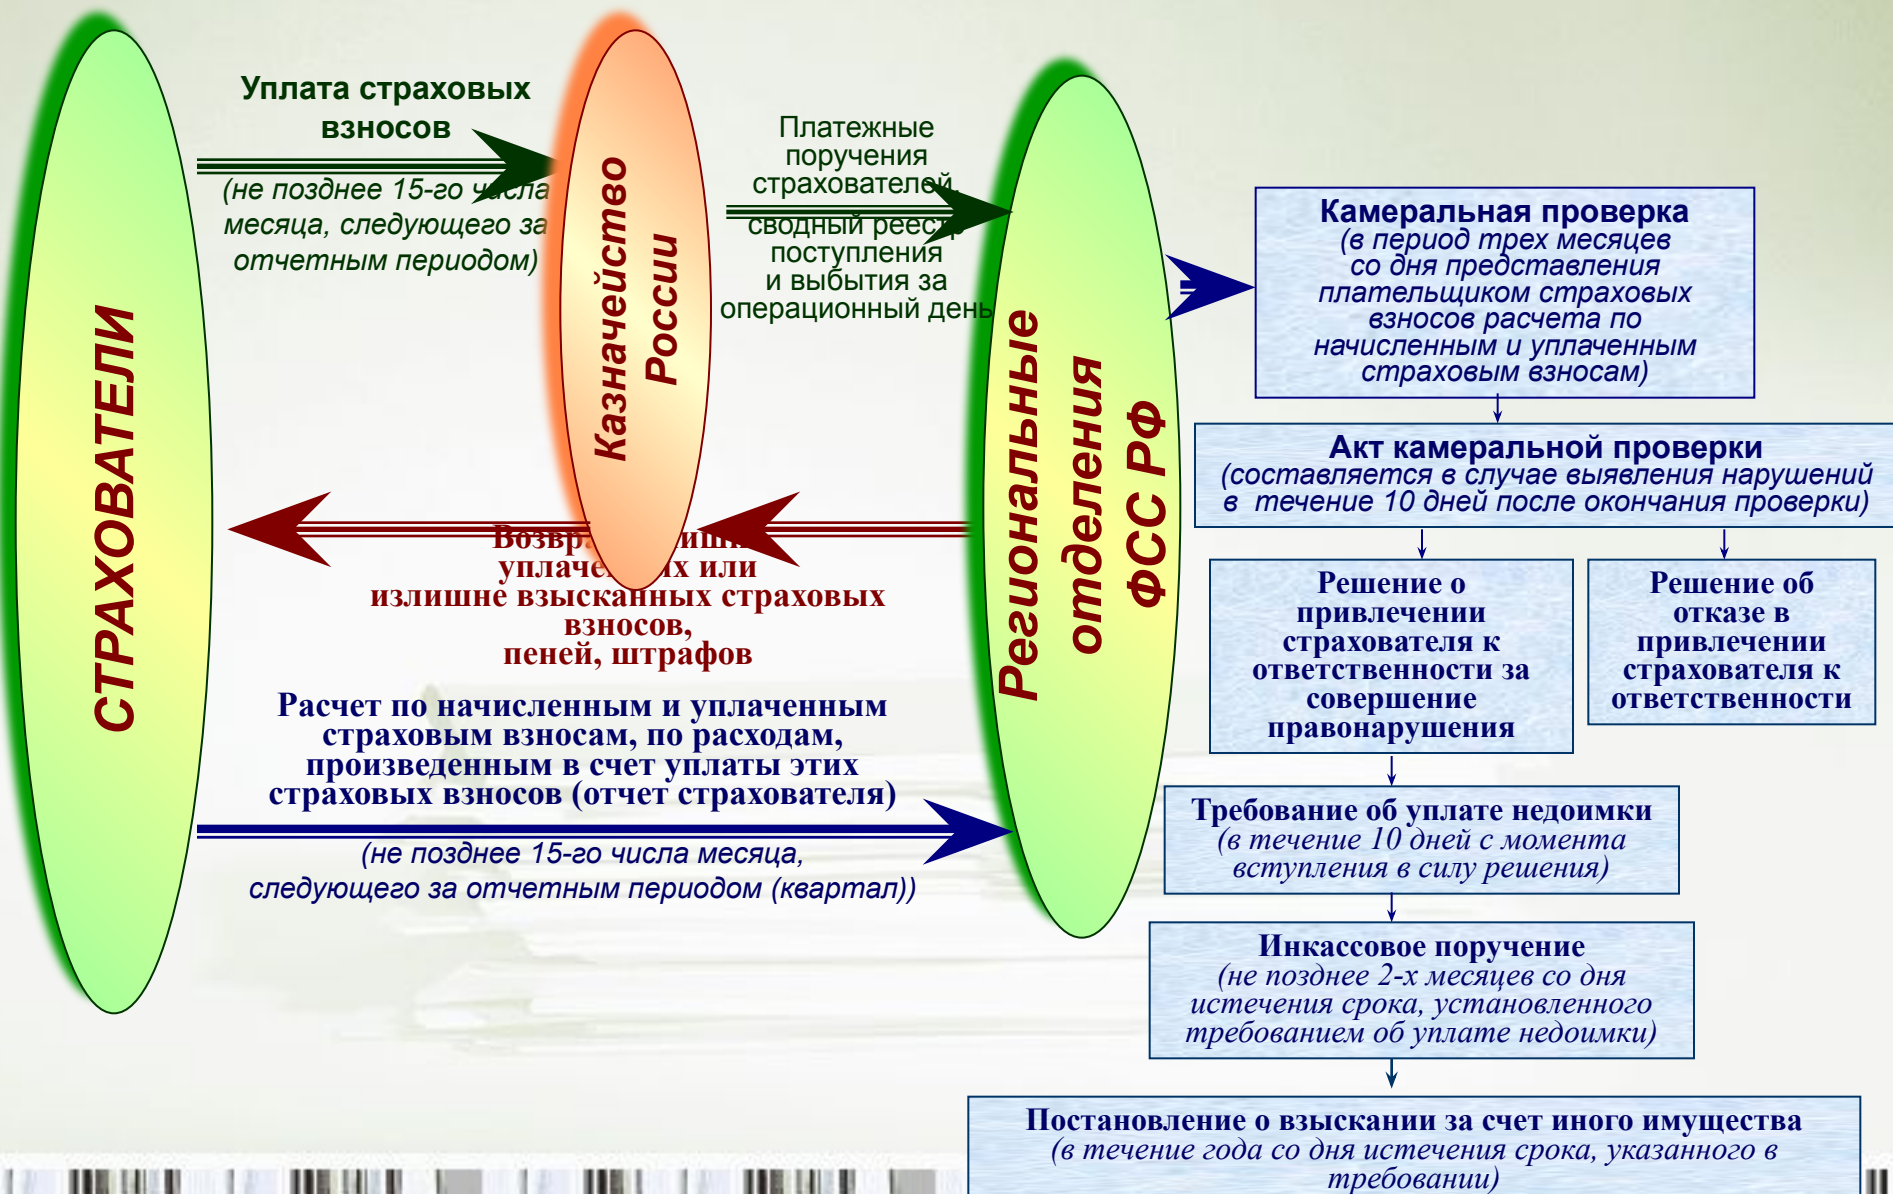 СТРАХОВАТЕЛИ
Уплата страховых
взносов
(не позднее 15-го числа
месяца, следующего за
отчетным периодом)
Казначейство
России
Платежные
поручения
страхователей,
сводный реестр
поступления
и выбытия за
операционный день
Региональные
отделения
ФСС РФ
уплаченных или
излишне взысканных страховых
взносов,
пеней, штрафов
Расчет по начисленным и уплаченным
страховым взносам, по расходам,
произведенным в счет уплаты этих
страховых взносов (отчет страхователя)
(не позднее 15-го числа месяца,
следующего за отчетным периодом (квартал))
Камеральная проверка
(в период трех месяцев
со дня представления
плательщиком страховых
взносов расчета по
начисленным и уплаченным
страховым взносам)
Акт камеральной проверки
(составляется в случае выявления нарушений
в течение 10 дней после окончания проверки)
Решение о
привлечении
страхователя к
ответственности за
совершение
правонарушения
Решение об
отказе в
привлечении
страхователя к
ответственности
Требование об уплате недоимки
(в течение 10 дней с момента
вступления в силу решения)
Инкассовое поручение
(не позднее 2-х месяцев со дня
истечения срока, установленного
требованием об уплате недоимки)
Постановление о взыскании за счет иного имущества
(в течение года со дня истечения срока, указанного в
требовании)